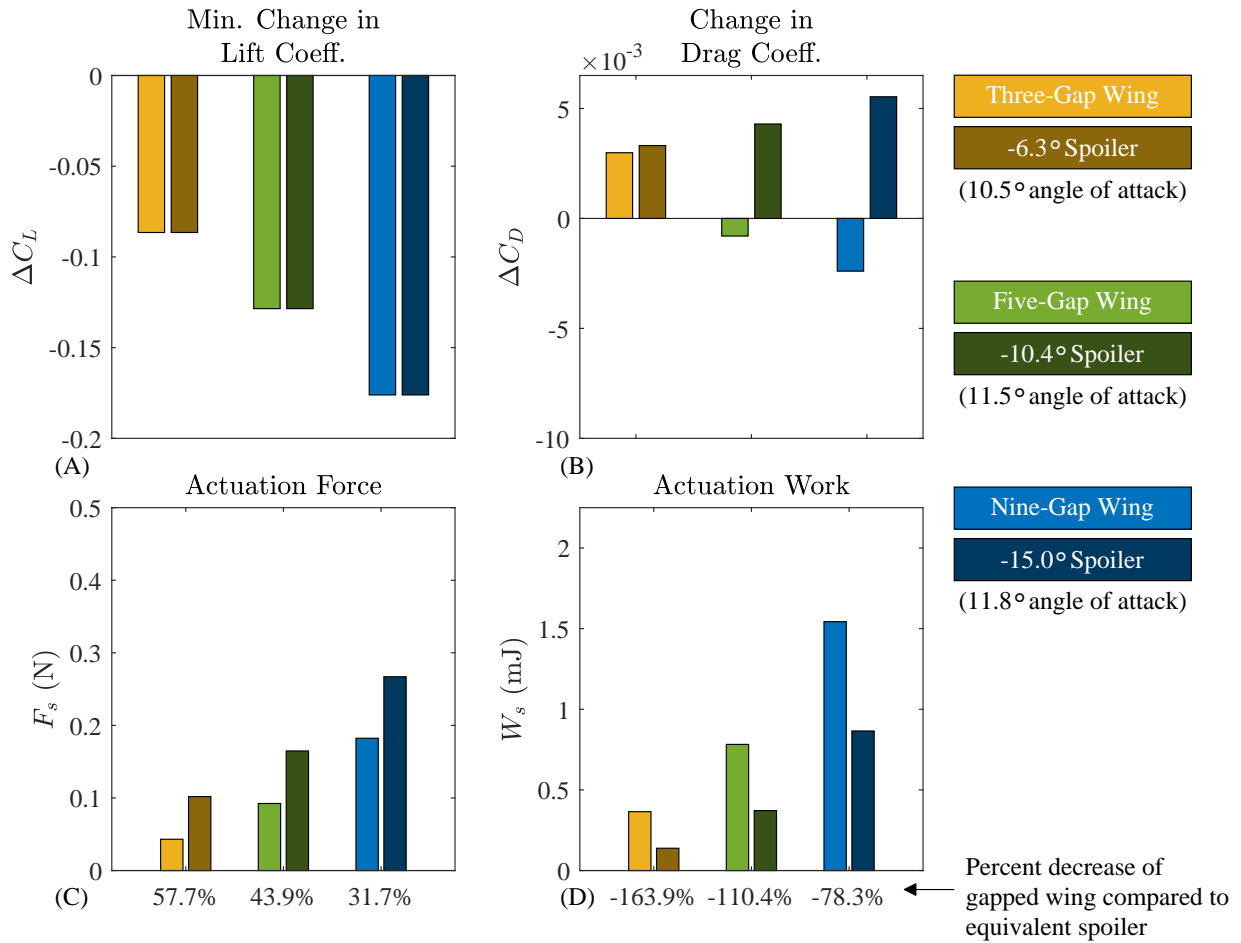 Min. Change in
Lift Coeff.
0
-0.05
-0.1
-0.15
-0.2
ΔC_L
(A)
Change in
Drag Coeff.
×10⁻³
5
0
-5
-10
ΔC_D
(B)
Three-Gap Wing
-6.3° Spoiler
(10.5° angle of attack)
Five-Gap Wing
-10.4° Spoiler
(11.5° angle of attack)
Nine-Gap Wing
-15.0° Spoiler
(11.8° angle of attack)
Actuation Force
0.5
0.4
0.3
0.2
0.1
0
F_s (N)
(C)
57.7% 43.9% 31.7%
Actuation Work
2
1.5
1
0.5
0
W_s (mJ)
(D)
-163.9% -110.4% -78.3%
Percent decrease of
gapped wing compared to
equivalent spoiler